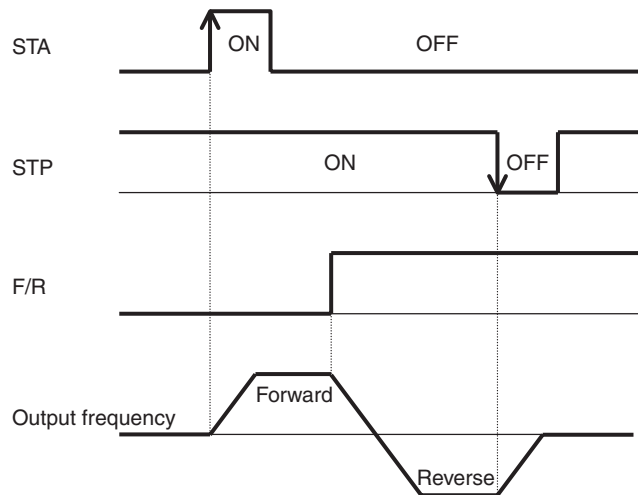 STA
ON
OFF
STP
ON
OFF
F/R
Output frequency
Forward
Reverse